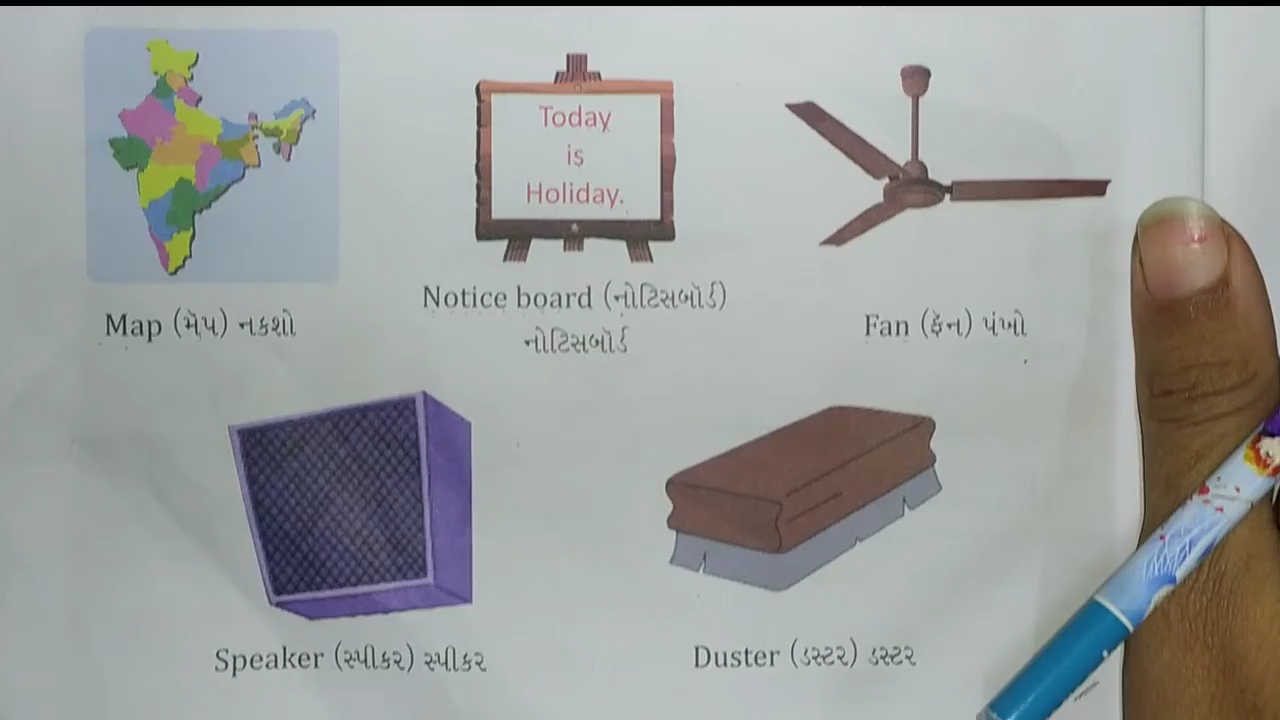 Today
is
Holiday.
Map (મૅપ) નકશો
Notice board (નોટિસબૉર્ડ)
નોટિસબૉર્ડ
Fan (ફૅન) પંખો
Speaker (સ્પીકર) સ્પીકર
Duster (ડસ્ટર) ડસ્ટર